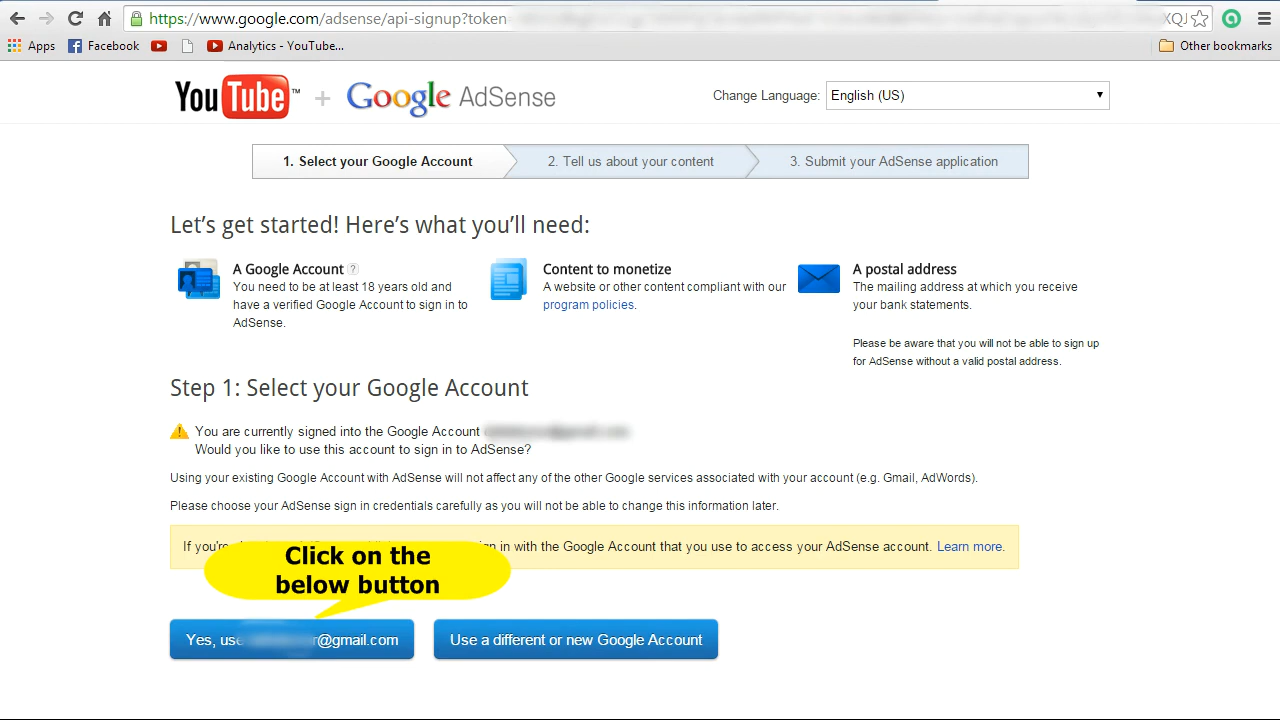 https://www.google.com/adsense/api-signup?token XQJ
Apps Facebook Analytics - YouTube... Other bookmarks
YouTube™ + Google AdSense
Change Language: English (US)
1. Select your Google Account 2. Tell us about your content 3. Submit your AdSense application
Let's get started! Here's what you'll need:
A Google Account ?
You need to be at least 18 years old and
have a verified Google Account to sign in to
AdSense.
Content to monetize
A website or other content compliant with our
program policies.
A postal address
The mailing address at which you receive
your bank statements.
Please be aware that you will not be able to sign up
for AdSense without a valid postal address.
Step 1: Select your Google Account
You are currently signed into the Google Account
Would you like to use this account to sign in to AdSense?
Using your existing Google Account with AdSense will not affect any of the other Google services associated with your account (e.g. Gmail, AdWords).
Please choose your AdSense sign in credentials carefully as you will not be able to change this information later.
If you're in with the Google Account that you use to access your AdSense account. Learn more.
Click on the
below button
Yes, use @gmail.com
Use a different or new Google Account